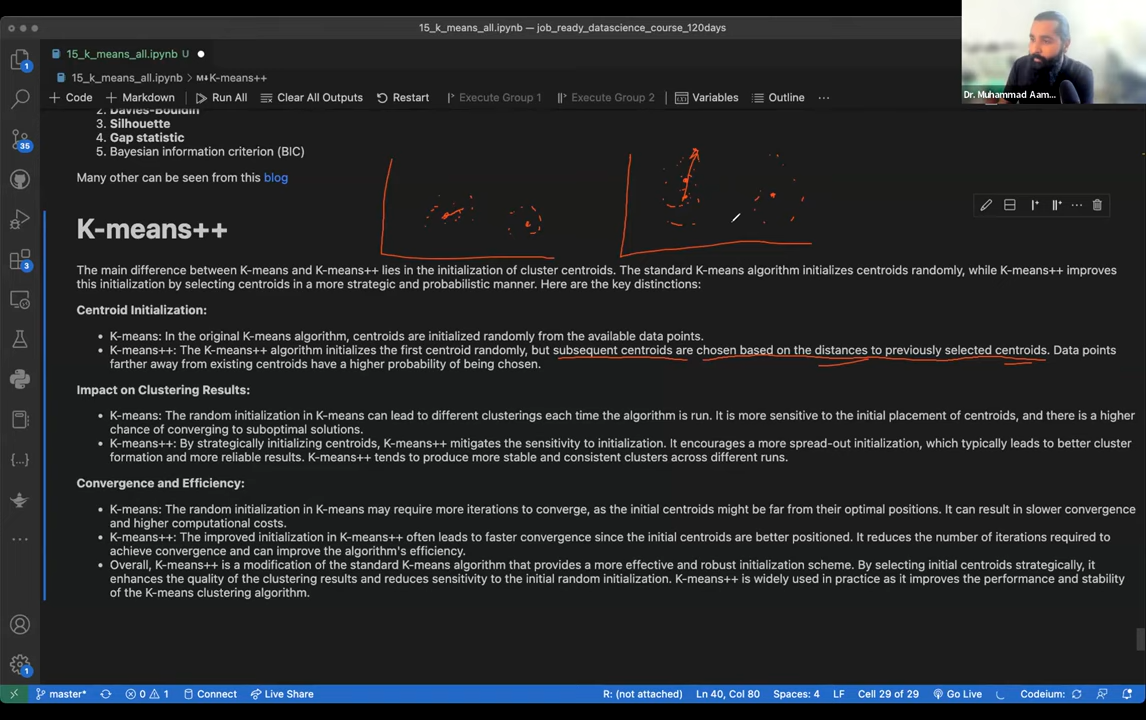 15_k_means_all.ipynb — job_ready_datascience_course_120days
15_k_means_all.ipynb U
15_k_means_all.ipynb > M↓K-means++
+ Code + Markdown Run All Clear All Outputs Restart Execute Group 1 Execute Group 2 Variables Outline ...
Dr. Muhammad Aam...
2. Davies-Bouldin
3. Silhouette
4. Gap statistic
5. Bayesian information criterion (BIC)
Many other can be seen from this blog
K-means++
The main difference between K-means and K-means++ lies in the initialization of cluster centroids. The standard K-means algorithm initializes centroids randomly, while K-means++ improves
this initialization by selecting centroids in a more strategic and probabilistic manner. Here are the key distinctions:
Centroid Initialization:
• K-means: In the original K-means algorithm, centroids are initialized randomly from the available data points.
• K-means++: The K-means++ algorithm initializes the first centroid randomly, but subsequent centroids are chosen based on the distances to previously selected centroids. Data points
farther away from existing centroids have a higher probability of being chosen.
Impact on Clustering Results:
• K-means: The random initialization in K-means can lead to different clusterings each time the algorithm is run. It is more sensitive to the initial placement of centroids, and there is a higher
chance of converging to suboptimal solutions.
• K-means++: By strategically initializing centroids, K-means++ mitigates the sensitivity to initialization. It encourages a more spread-out initialization, which typically leads to better cluster
formation and more reliable results. K-means++ tends to produce more stable and consistent clusters across different runs.
Convergence and Efficiency:
• K-means: The random initialization in K-means may require more iterations to converge, as the initial centroids might be far from their optimal positions. It can result in slower convergence
and higher computational costs.
• K-means++: The improved initialization in K-means++ often leads to faster convergence since the initial centroids are better positioned. It reduces the number of iterations required to
achieve convergence and can improve the algorithm's efficiency.
• Overall, K-means++ is a modification of the standard K-means algorithm that provides a more effective and robust initialization scheme. By selecting initial centroids strategically, it
enhances the quality of the clustering results and reduces sensitivity to the initial random initialization. K-means++ is widely used in practice as it improves the performance and stability
of the K-means clustering algorithm.
1
35
3
1
master* 0 1 Connect Live Share R: (not attached) Ln 40, Col 80 Spaces: 4 LF Cell 29 of 29 Go Live Codeium: